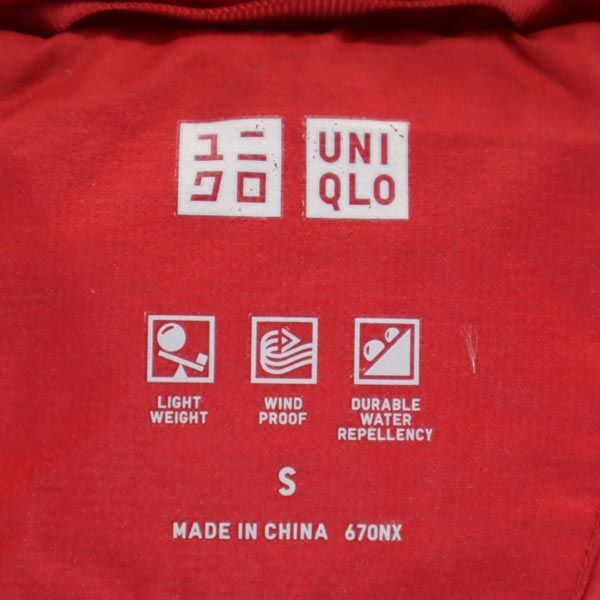 ユニ UNI
クロ QLO
LIGHT WEIGHT
WIND PROOF
DURABLE WATER REPELLENCY
S
MADE IN CHINA 670NX